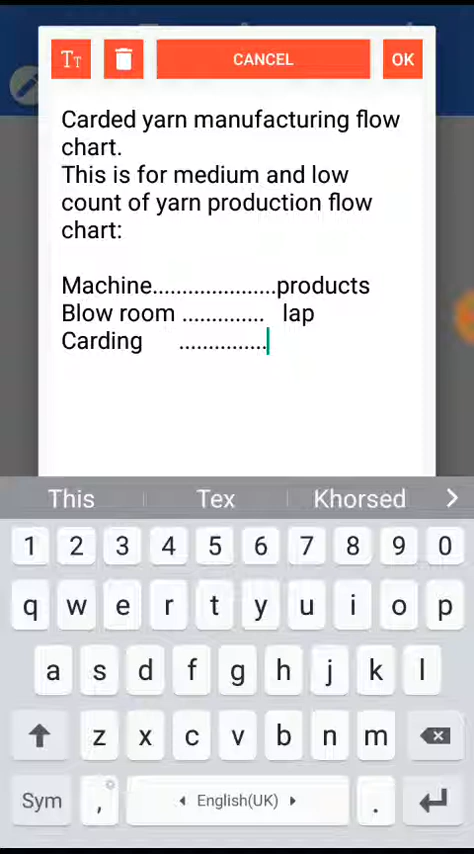 TT CANCEL OK
Carded yarn manufacturing flow
chart.
This is for medium and low
count of yarn production flow
chart:
Machine.....................products
Blow room .............. lap
Carding ...............
This Tex Khorsed >
1 2 3 4 5 6 7 8 9 0
q w e r t y u i o p
a s d f g h j k l
z x c v b n m
Sym , English(UK) .